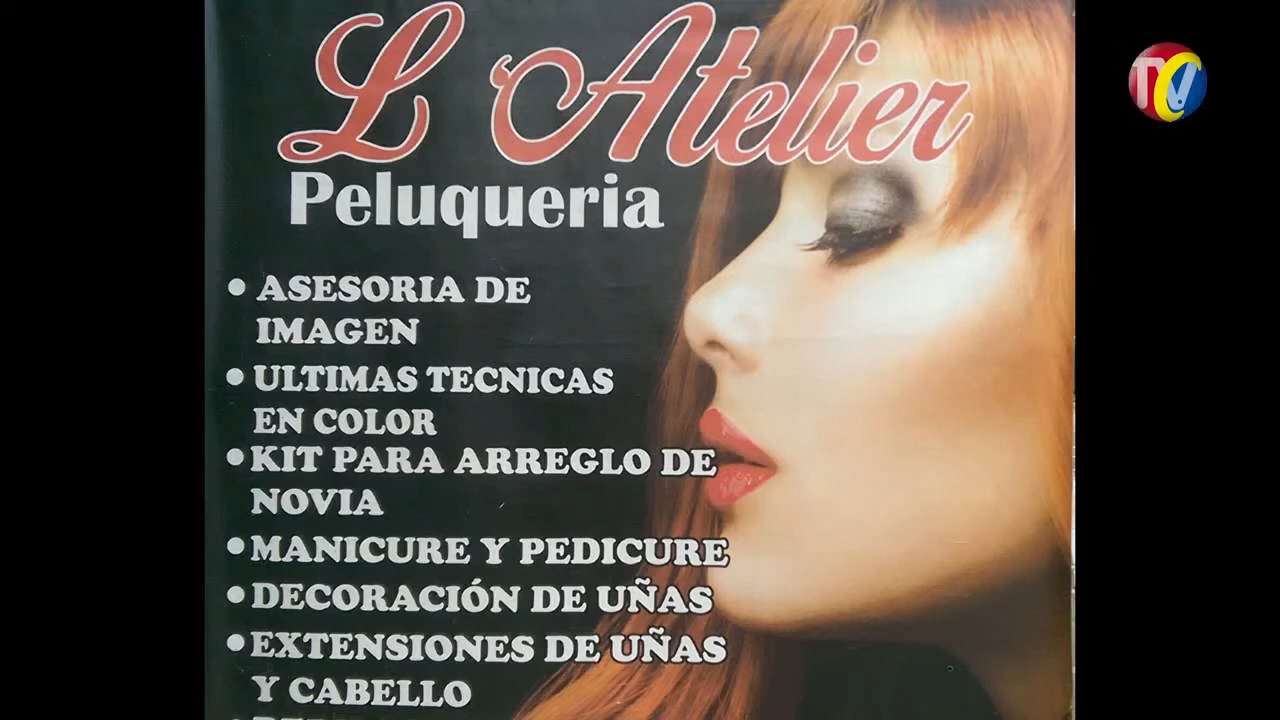 TVC!
L 'Atelier
Peluqueria
• ASESORIA DE
IMAGEN
• ULTIMAS TECNICAS
EN COLOR
• KIT PARA ARREGLO DE
NOVIA
• MANICURE Y PEDICURE
• DECORACIÓN DE UÑAS
• EXTENSIONES DE UÑAS
Y CABELLO